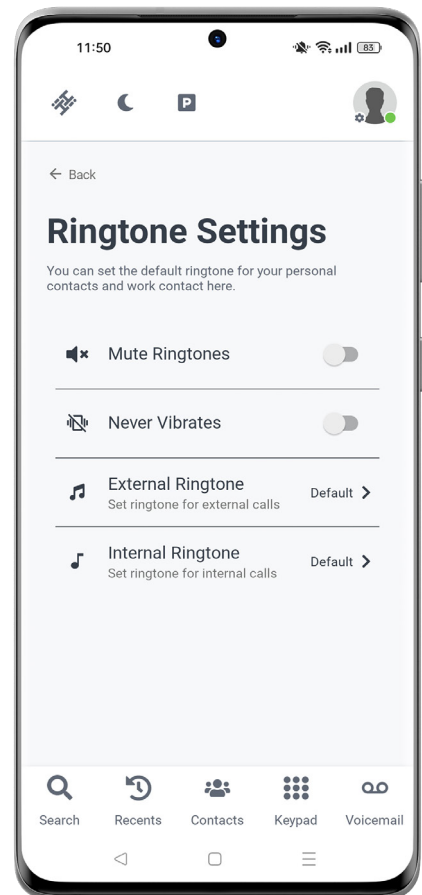 11:50
83
P
← Back
Ringtone Settings
You can set the default ringtone for your personal
contacts and work contact here.
Mute Ringtones
Never Vibrates
External Ringtone
Set ringtone for external calls
Default
Internal Ringtone
Set ringtone for internal calls
Default
Search
Recents
Contacts
Keypad
Voicemail